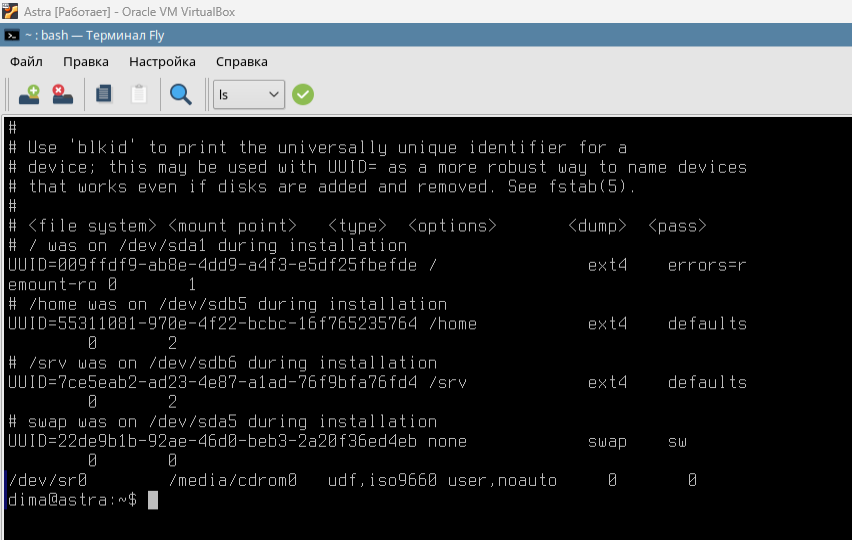 Astra [Работает] - Oracle VM VirtualBox
~ : bash — Терминал Fly
Файл Правка Настройка Справка
ls
#
# Use 'blkid' to print the universally unique identifier for a
# device; this may be used with UUID= as a more robust way to name devices
# that works even if disks are added and removed. See fstab(5).
#
# <file system> <mount point>   <type>  <options>       <dump>  <pass>
# / was on /dev/sda1 during installation
UUID=009ffdf9-ab8e-4dd9-a4f3-e5df25fbefde /               ext4    errors=r
emount-ro 0       1
# /home was on /dev/sdb5 during installation
UUID=55311081-970e-4f22-bcbc-16f765235764 /home           ext4    defaults
        0       2
# /srv was on /dev/sdb6 during installation
UUID=7ce5eab2-ad23-4e87-a1ad-76f9bfa76fd4 /srv            ext4    defaults
        0       2
# swap was on /dev/sda5 during installation
UUID=22de9b1b-92ae-46d0-beb3-2a20f36ed4eb none            swap    sw
        0       0
/dev/sr0        /media/cdrom0   udf,iso9660 user,noauto     0       0
dima@astra:~$